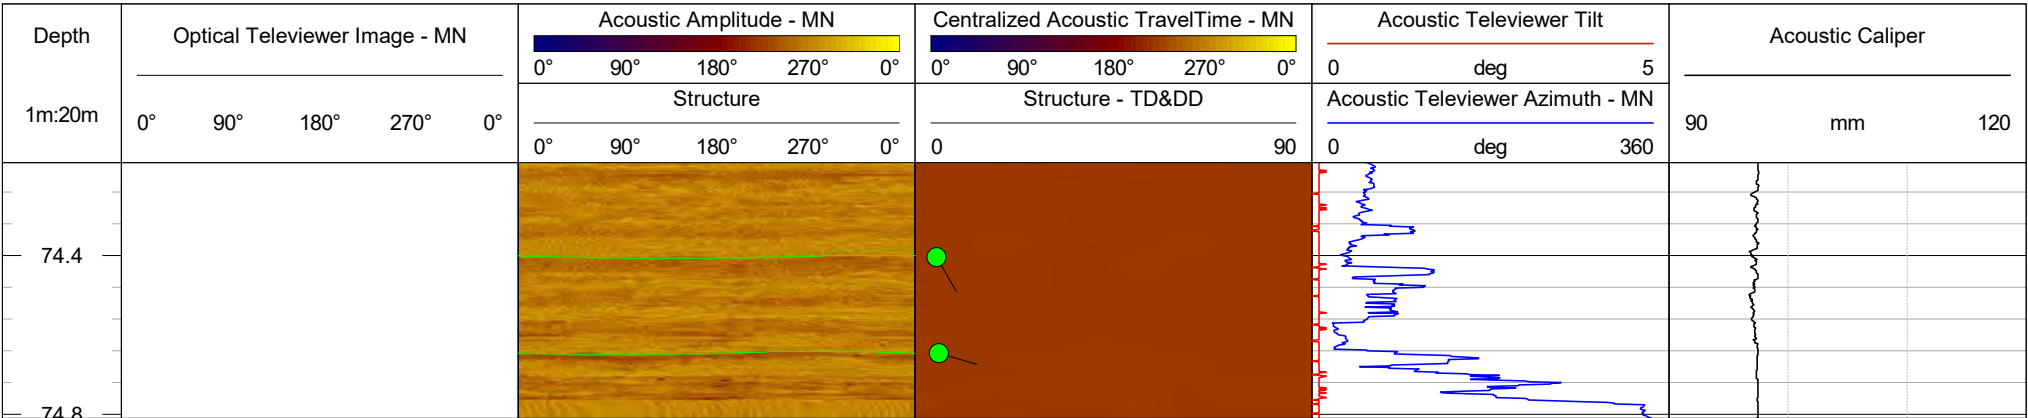 Depth
1m:20m
Optical Televiewer Image - MN
0° 90° 180° 270° 0°
Acoustic Amplitude - MN
0° 90° 180° 270° 0°
Structure
0° 90° 180° 270° 0°
Centralized Acoustic TravelTime - MN
0° 90° 180° 270° 0°
Structure - TD&DD
0 90
Acoustic Televiewer Tilt
0 deg 5
Acoustic Televiewer Azimuth - MN
0 deg 360
Acoustic Caliper
90 mm 120
74.4
74.8